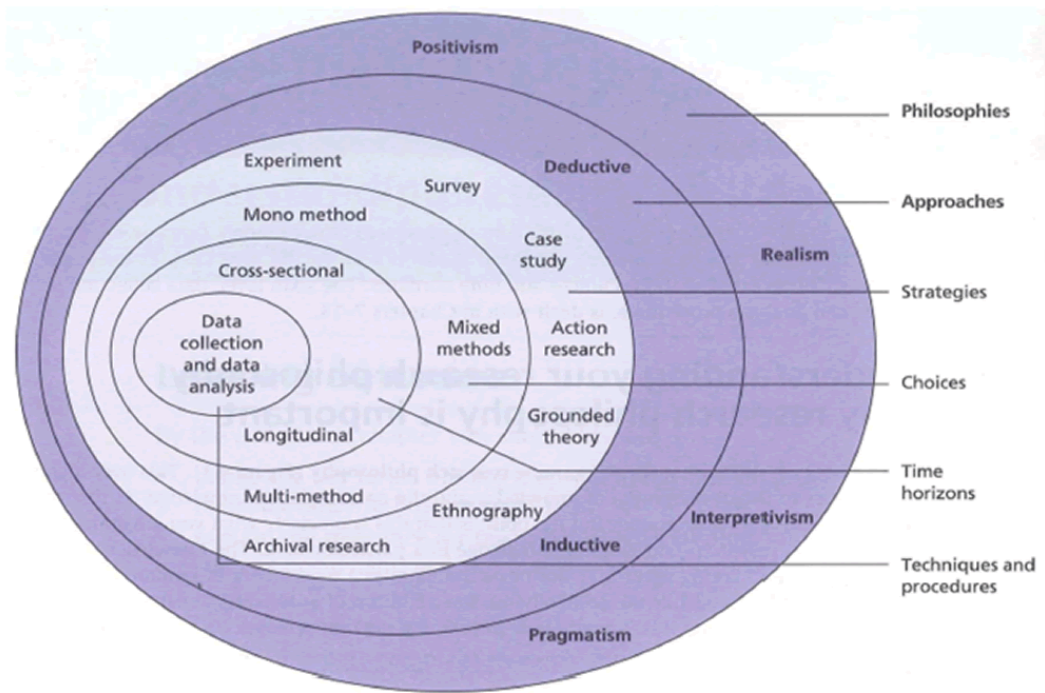 Positivism
Philosophies
Experiment
Deductive
Survey
Approaches
Mono method
Case
study
Realism
Cross-sectional
Strategies
Data
collection
and data
analysis
Mixed
methods
Action
research
Choices
Grounded
theory
Longitudinal
Time
horizons
Multi-method
Ethnography
Interpretivism
Archival research
Inductive
Techniques and
procedures
Pragmatism